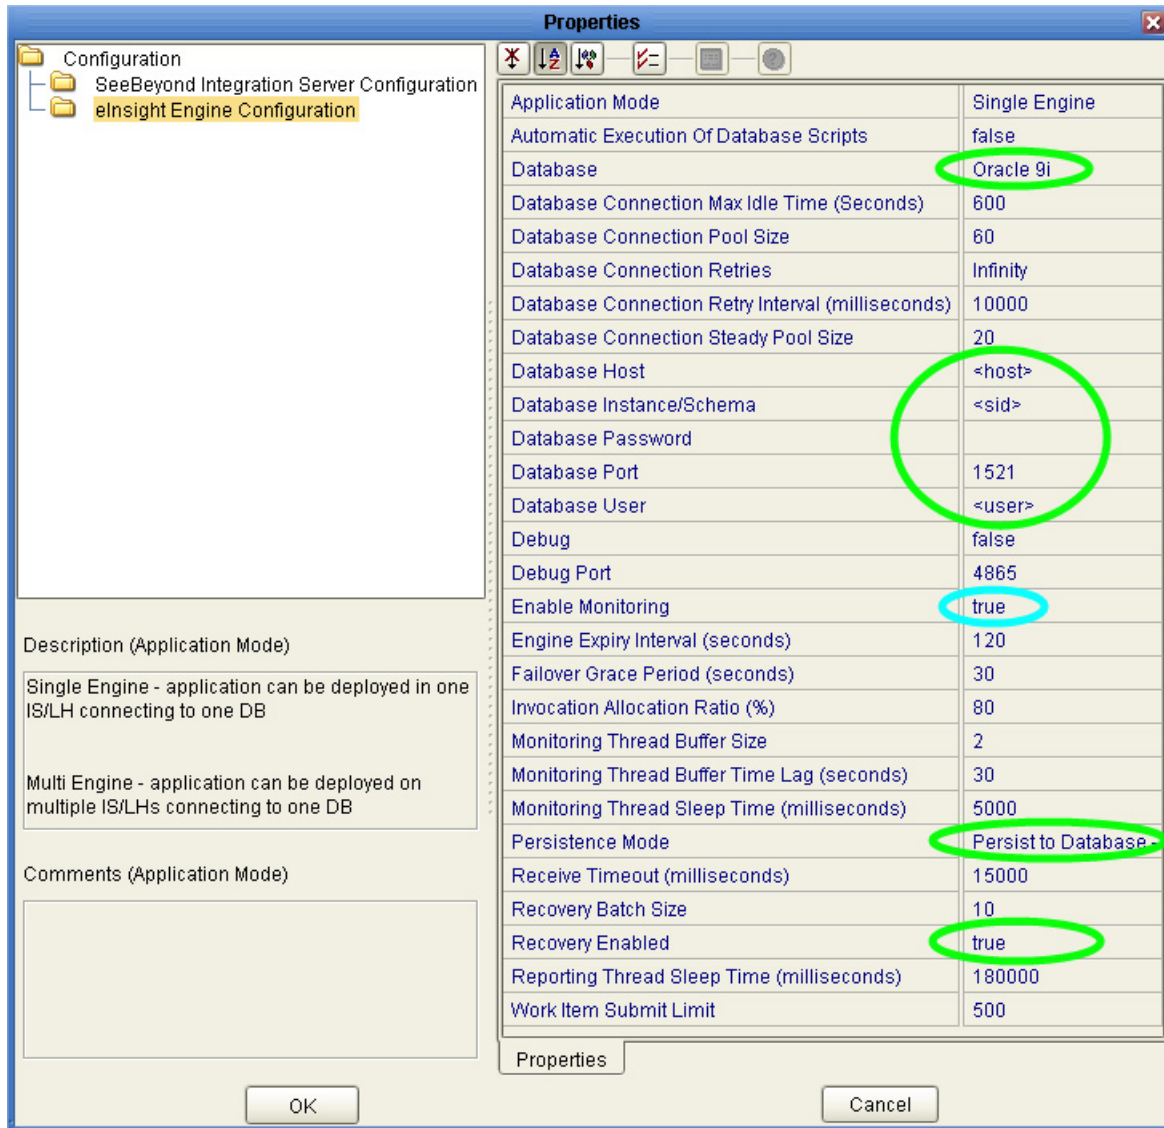 Properties
Configuration
SeeBeyond Integration Server Configuration
eInsight Engine Configuration
Application Mode Single Engine
Automatic Execution Of Database Scripts false
Database Oracle 9i
Database Connection Max Idle Time (Seconds) 600
Database Connection Pool Size 60
Database Connection Retries Infinity
Database Connection Retry Interval (milliseconds) 10000
Database Connection Steady Pool Size 20
Database Host <host>
Database Instance/Schema <sid>
Database Password
Database Port 1521
Database User <user>
Debug false
Debug Port 4865
Enable Monitoring true
Engine Expiry Interval (seconds) 120
Failover Grace Period (seconds) 30
Invocation Allocation Ratio (%) 80
Monitoring Thread Buffer Size 2
Monitoring Thread Buffer Time Lag (seconds) 30
Monitoring Thread Sleep Time (milliseconds) 5000
Persistence Mode Persist to Database -
Receive Timeout (milliseconds) 15000
Recovery Batch Size 10
Recovery Enabled true
Reporting Thread Sleep Time (milliseconds) 180000
Work Item Submit Limit 500
Properties
Description (Application Mode)
Single Engine - application can be deployed in one
IS/LH connecting to one DB
Multi Engine - application can be deployed on
multiple IS/LHs connecting to one DB
Comments (Application Mode)
OK
Cancel